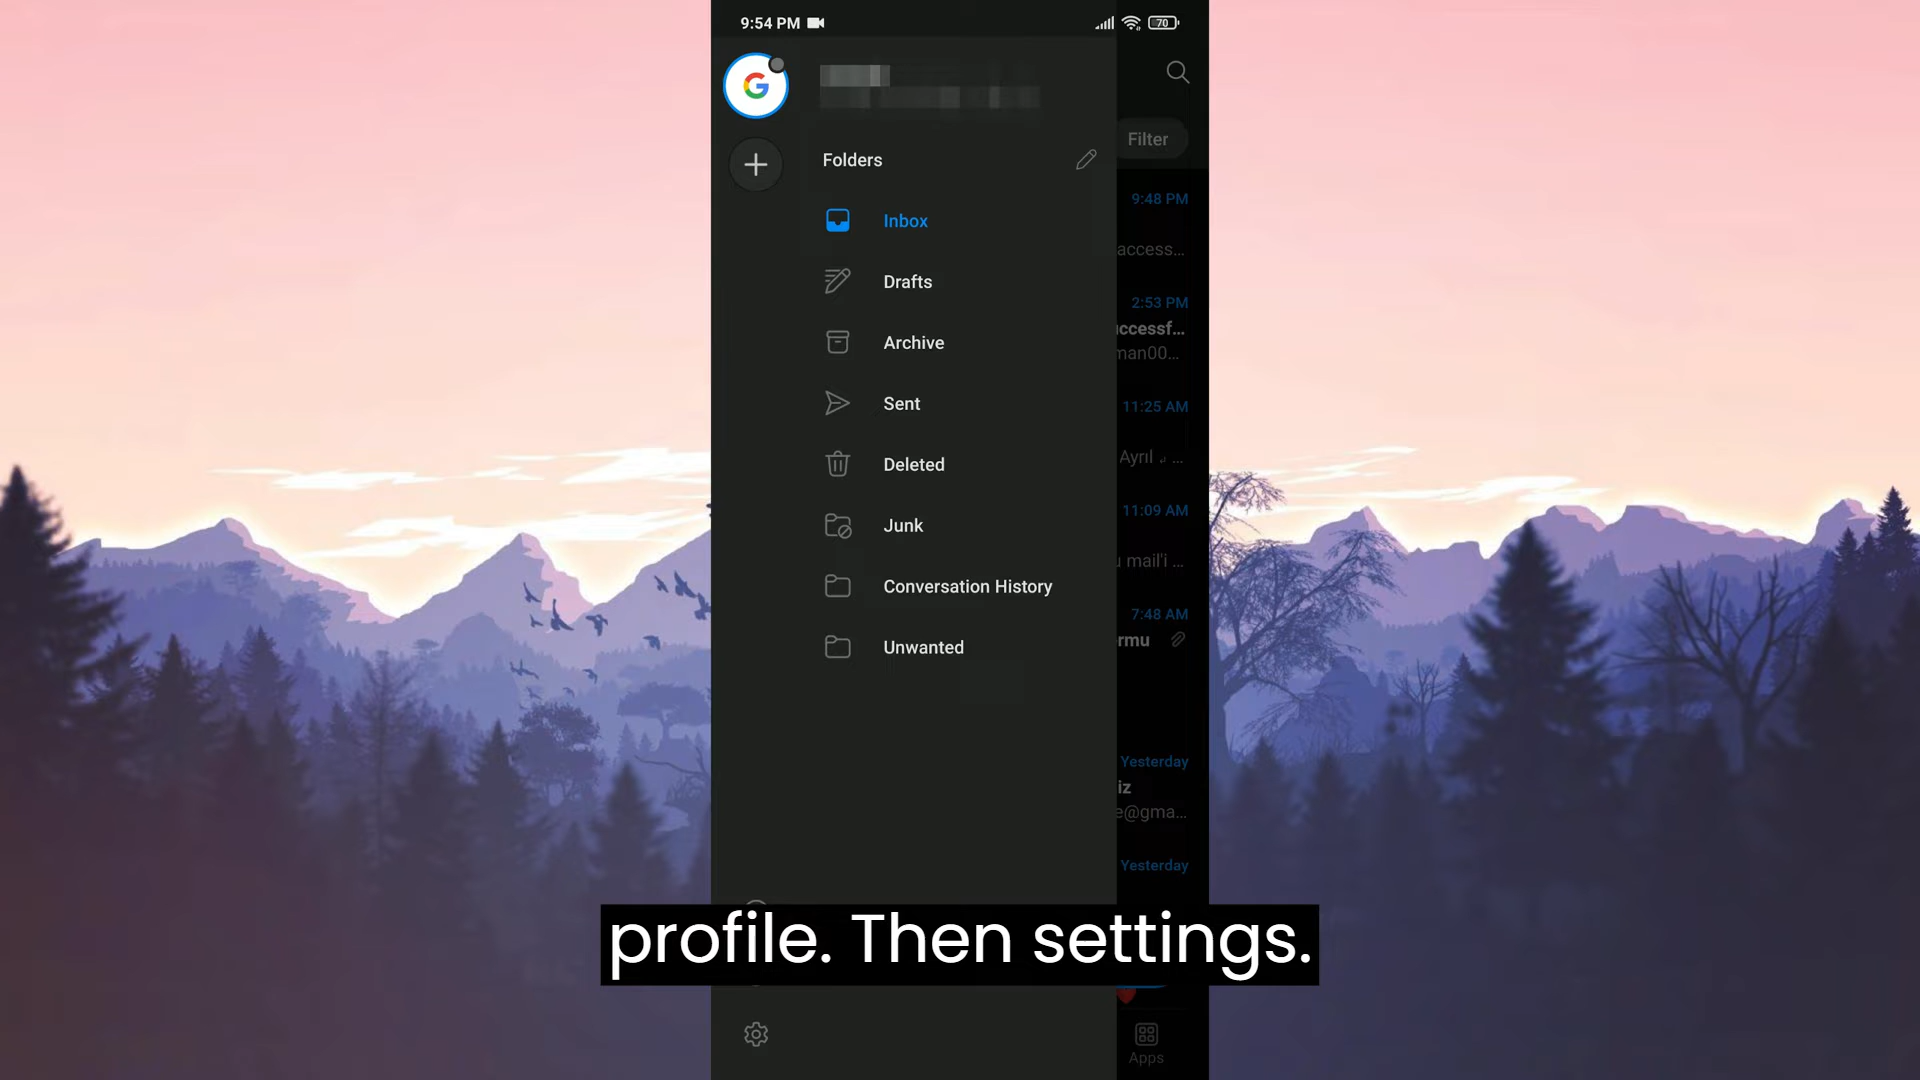 9:54 PM
70
Folders
Filter
Inbox
9:48 PM
access...
Drafts
2:53 PM
ccessf...
Archive
man00...
Sent
11:25 AM
Deleted
Ayrıl ...
11:09 AM
Junk
u mail'i ...
Conversation History
7:48 AM
Unwanted
ormu
Yesterday
iz
e@gma...
Yesterday
profile. Then settings.
Apps